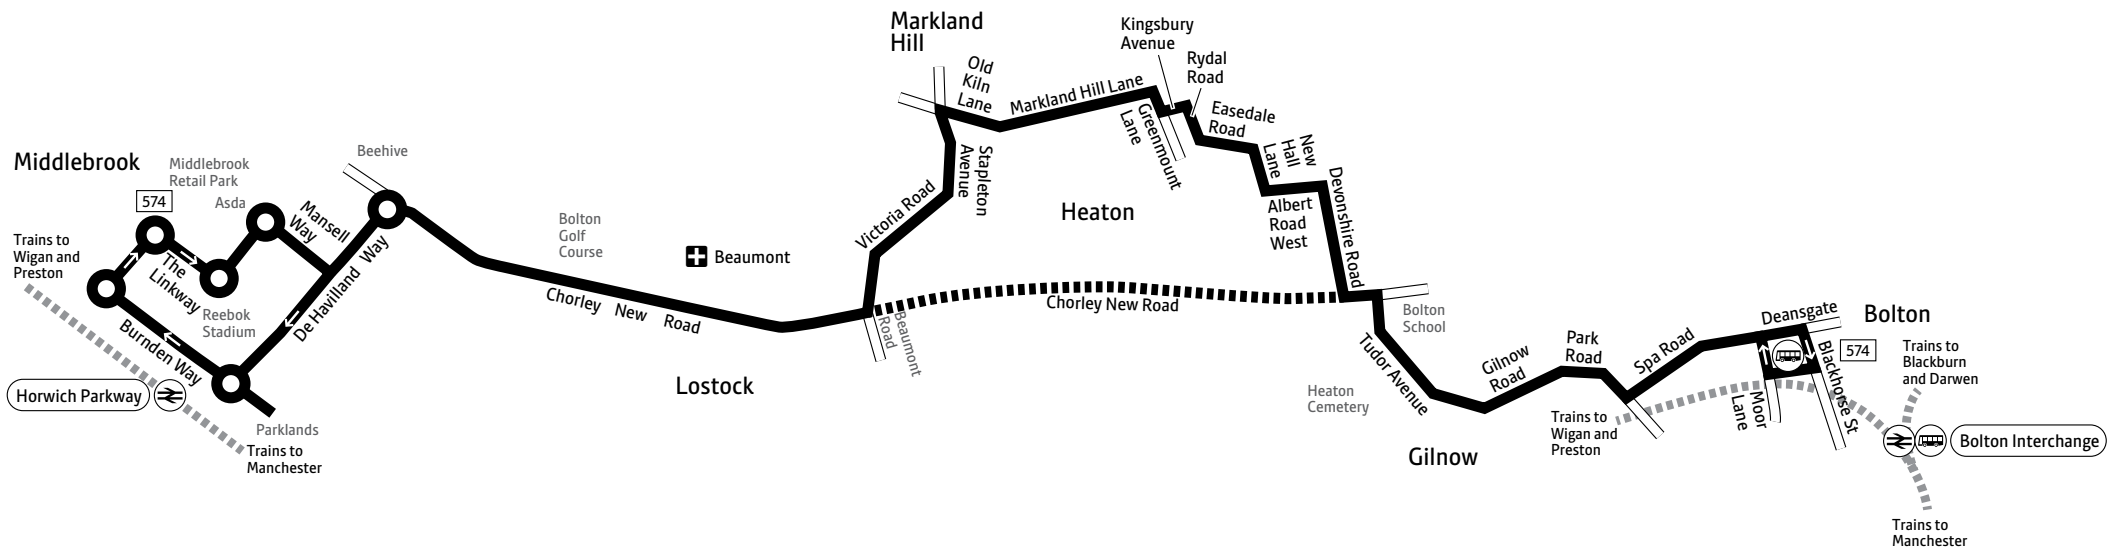 Middlebrook
Middlebrook
Retail Park
574
Asda
Mansell
Way
Beehive
Trains to
Wigan and
Preston
The
Linkway
Reebok
Stadium
De Havilland Way
Burnden Way
Horwich Parkway
Parklands
Trains to
Manchester
Bolton
Golf
Course
Beaumont
Chorley New Road
Lostock
Victoria Road
Beaumont
Road
Stapleton
Avenue
Markland
Hill
Old
Kiln
Lane
Markland Hill Lane
Heaton
Chorley New Road
Kingsbury
Avenue
Rydal
Road
Greenmount
Lane
Easedale
Road
New
Hall
Lane
Albert
Road
West
Devonshire Road
Bolton
School
Tudor Avenue
Heaton
Cemetery
Gilnow
Gilnow
Road
Park
Road
Spa Road
Trains to
Wigan and
Preston
Deansgate
Moor
Lane
Blackhorse St
Bolton
574
Trains to
Blackburn
and Darwen
Bolton Interchange
Trains to
Manchester